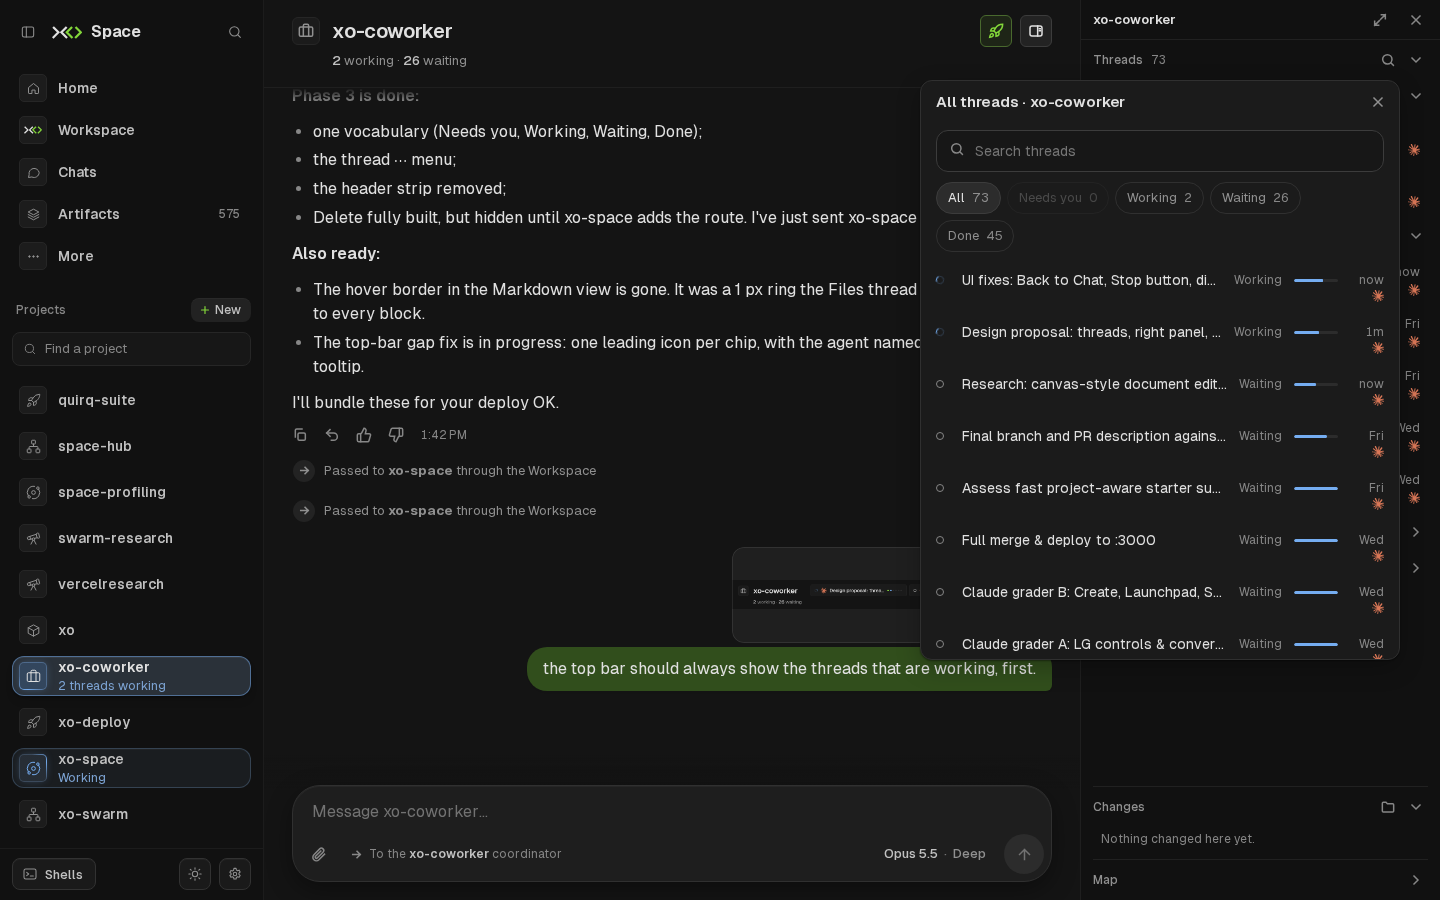 Space
Home
Workspace
Chats
Artifacts 575
More
Projects
+ New
Find a project
quirq-suite
space-hub
space-profiling
swarm-research
vercelresearch
xo
xo-coworker
2 threads working
xo-deploy
xo-space
Working
xo-swarm
Shells
xo-coworker
2 working · 26 waiting
Phase 3 is done:
• one vocabulary (Needs you, Working, Waiting, Done);
• the thread ··· menu;
• the header strip removed;
• Delete fully built, but hidden until xo-space adds the route. I've just sent xo-space
Also ready:
• The hover border in the Markdown view is gone. It was a 1 px ring the Files thread
to every block.
• The top-bar gap fix is in progress: one leading icon per chip, with the agent named
tooltip.
I'll bundle these for your deploy OK.
1:42 PM
Passed to xo-space through the Workspace
Passed to xo-space through the Workspace
xo-coworker
2 working · 26 waiting
Design proposal: Threa...
the top bar should always show the threads that are working, first.
Message xo-coworker...
To the xo-coworker coordinator
Opus 5.5 · Deep
xo-coworker
Threads 73
All threads · xo-coworker
Search threads
All 73
Needs you 0
Working 2
Waiting 26
Done 45
UI fixes: Back to Chat, Stop button, di... Working now
Design proposal: threads, right panel, ... Working 1m
Research: canvas-style document edit... Waiting now
Final branch and PR description agains... Waiting Fri
Assess fast project-aware starter su... Waiting Fri
Full merge & deploy to :3000 Waiting Wed
Claude grader B: Create, Launchpad, S... Waiting Wed
Claude grader A: LG controls & conver... Waiting Wed
Fri
Fri
Changes
Nothing changed here yet.
Map